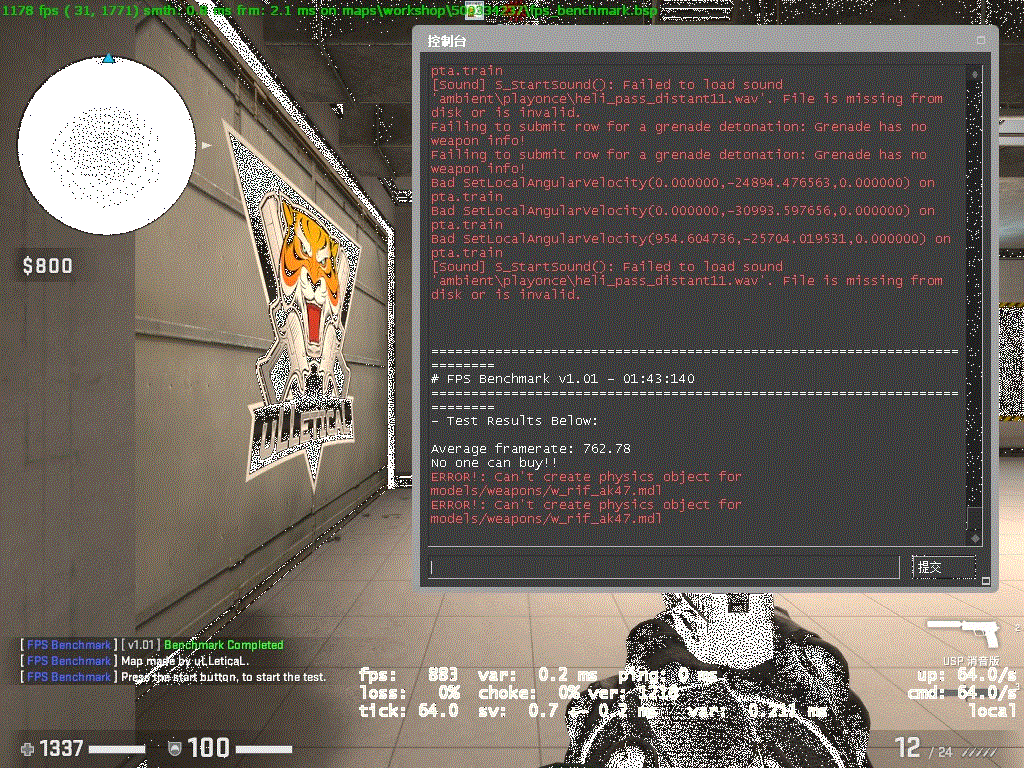 1178 fps ( 31, 1771) smth: 0.0 ms frm: 2.1 ms on maps\workshop\fps_benchmark.bsp
控制台
pta.train
[Sound] S_StartSound(): Failed to load sound
'ambient\playonce\heli_pass_distant11.wav'. File is missing from
disk or is invalid.
Failing to submit row for a grenade detonation: Grenade has no
weapon info!
Failing to submit row for a grenade detonation: Grenade has no
weapon info!
Bad SetLocalAngularVelocity(0.000000,-24894.476563,0.000000) on
pta.train
Bad SetLocalAngularVelocity(0.000000,-30993.597656,0.000000) on
pta.train
Bad SetLocalAngularVelocity(954.604736,-25704.019531,0.000000) on
pta.train
[Sound] S_StartSound(): Failed to load sound
'ambient\playonce\heli_pass_distant11.wav'. File is missing from
disk or is invalid.
===================================================================
========
# FPS Benchmark v1.01 - 01:43:140
===================================================================
========
- Test Results Below:
Average framerate: 762.78
No one can buy!!
ERROR!: Can't create physics object for
models/weapons/w_rif_ak47.mdl
ERROR!: Can't create physics object for
models/weapons/w_rif_ak47.mdl
提交
$800
ULLETICAL
USP 消音版
[ FPS Benchmark ] [ v1.01 ] Benchmark Completed
[ FPS Benchmark ] Map made by uLLeticaL.
[ FPS Benchmark ] Press the start button, to start the test.
fps: 883 var: 0.2 ms ping: 0 ms up: 64.0/s
loss: 0% choke: 0% ver: 1218 cmd: 64.0/s
tick: 64.0 sv: 0.7 +- 0.2 ms var: 0.211 ms local
1337 100 12 / 24